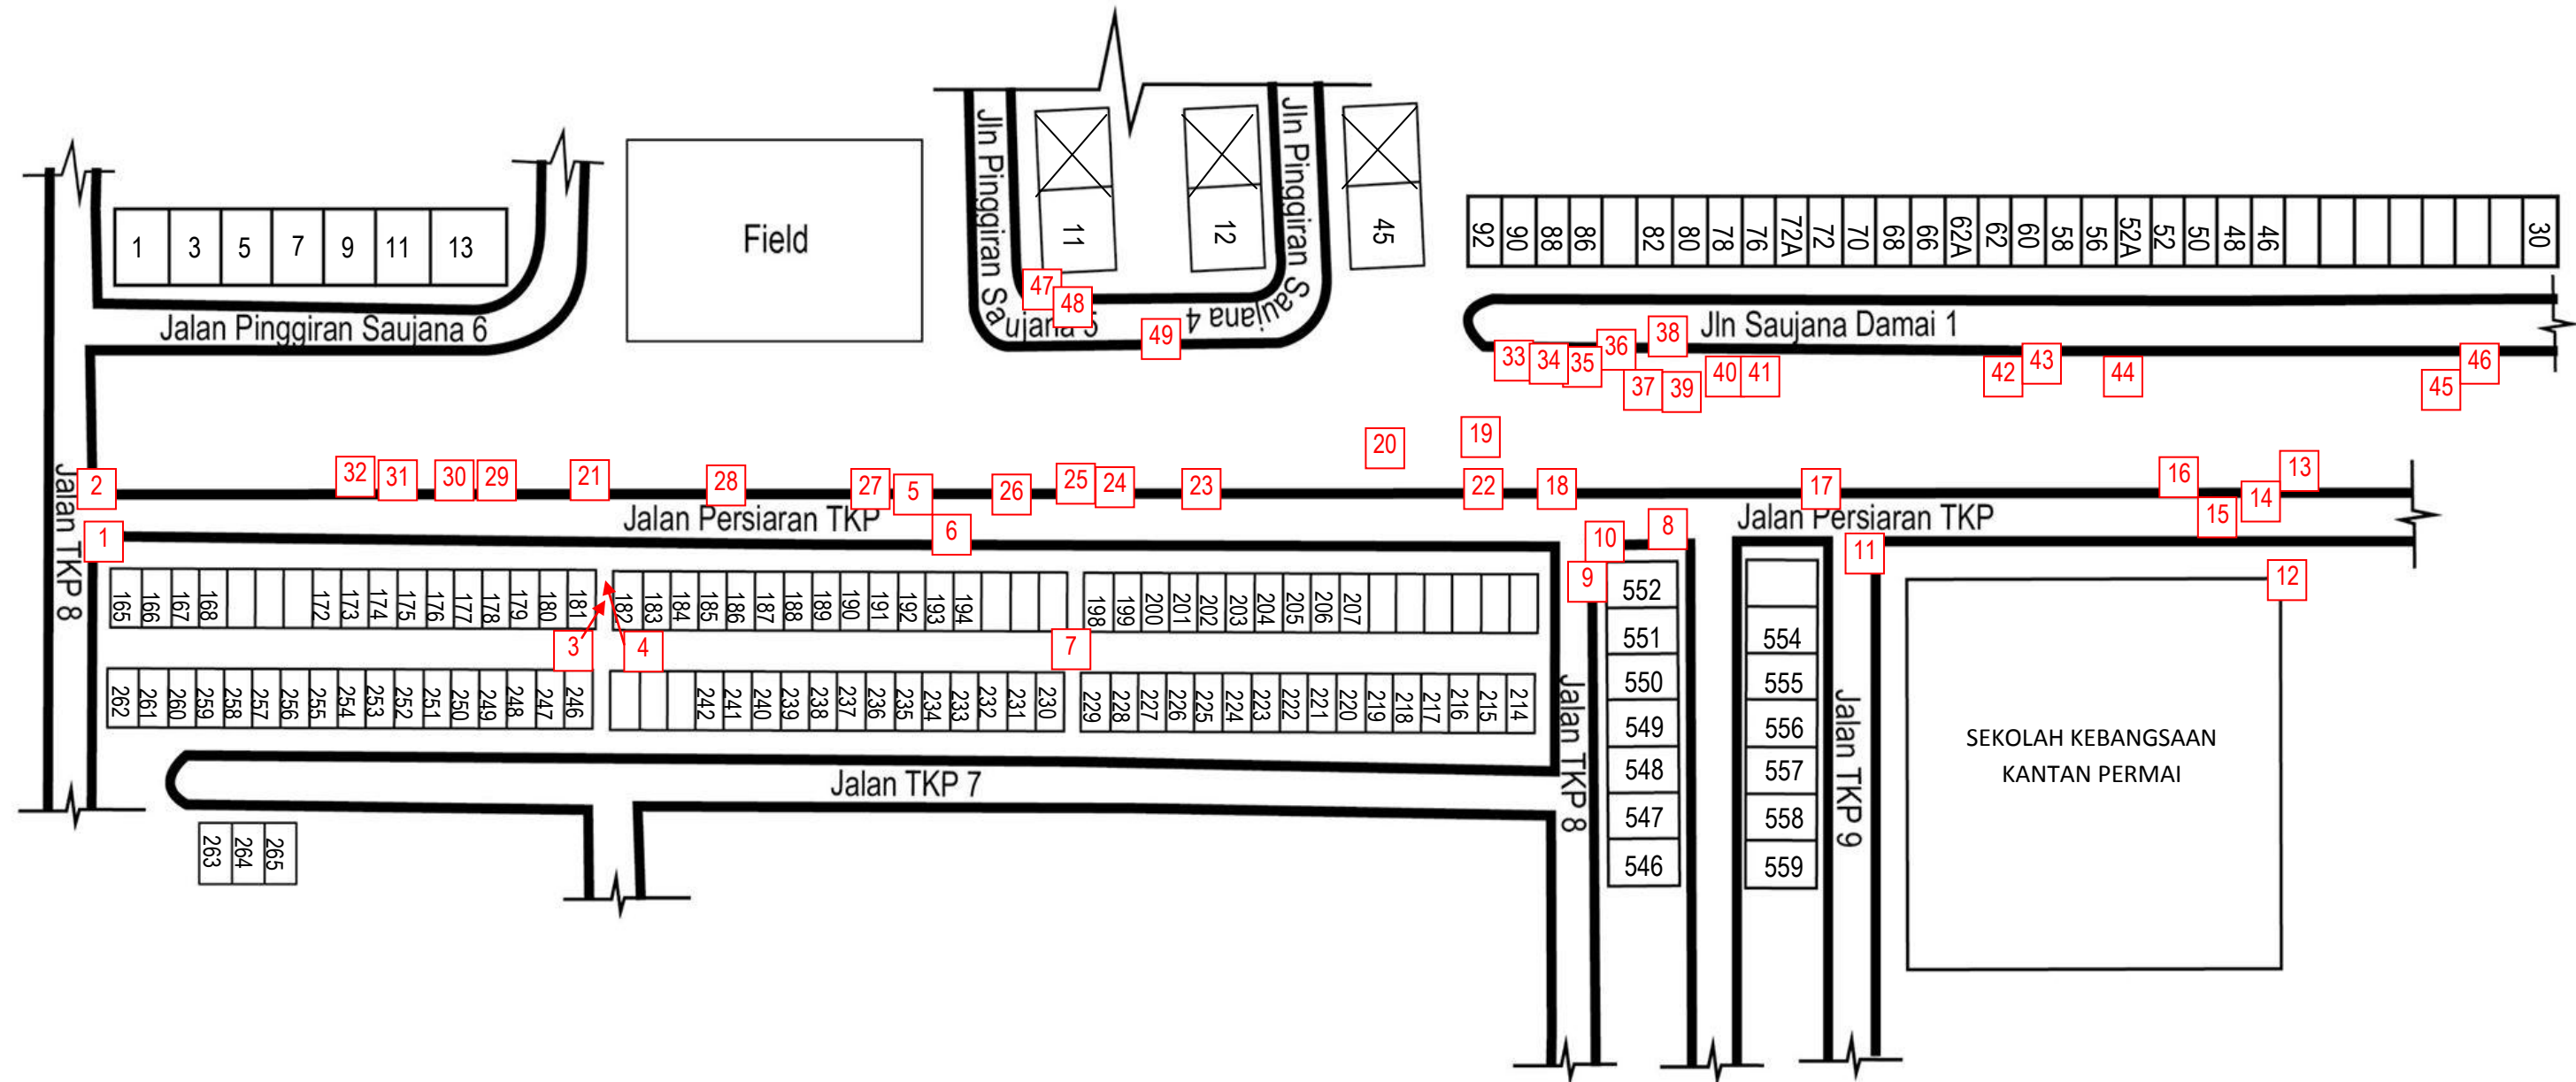 Jln Pinggiran Saujana 5
11
12
Jln Pinggiran Saujana 4
45
1 3 5 7 9 11 13
Field
92 90 88 86 82 80 78 76 72A 72 70 68 66 62A 62 60 58 56 52A 52 50 48 46 30
Jalan Pinggiran Saujana 6
47
48
49
Jln Saujana Damai 1
33 34 35 36 37 38 39 40 41 42 43 44 45 46
20
19
2 32 31 30 29 21 28 27 5 26 25 24 23 22 18 17 16 15 14 13
Jalan TKP 8
Jalan Persiaran TKP
Jalan Persiaran TKP
1
6
10
8
11
9
12
165 166 167 168 172 173 174 175 176 177 178 179 180 181
182 183 184 185 186 187 188 189 190 191 192 193 194
198 199 200 201 202 203 204 205 206 207
3
4
7
262 261 260 259 258 257 256 255 254 253 252 251 250 249 248 247 246
242 241 240 239 238 237 236 235 234 233 232 231 230
229 228 227 226 225 224 223 222 221 220 219 218 217 216 215 214
Jalan TKP 7
263 264 265
Jalan TKP 8
552
551
550
549
548
547
546
554
555
556
557
558
559
Jalan TKP 9
SEKOLAH KEBANGSAAN
KANTAN PERMAI